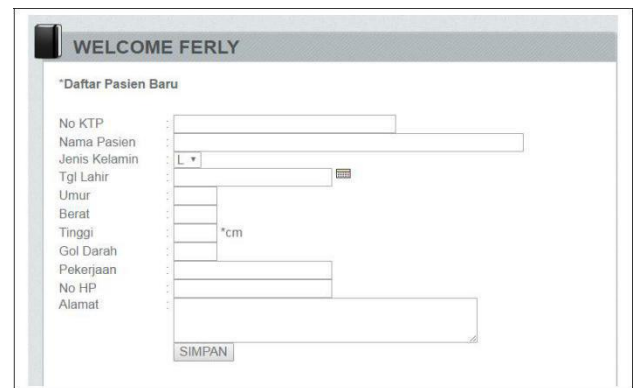 WELCOME FERLY
*Daftar Pasien Baru
No KTP :
Nama Pasien :
Jenis Kelamin : L
Tgl Lahir :
Umur :
Berat :
Tinggi : *cm
Gol Darah :
Pekerjaan :
No HP :
Alamat :
SIMPAN